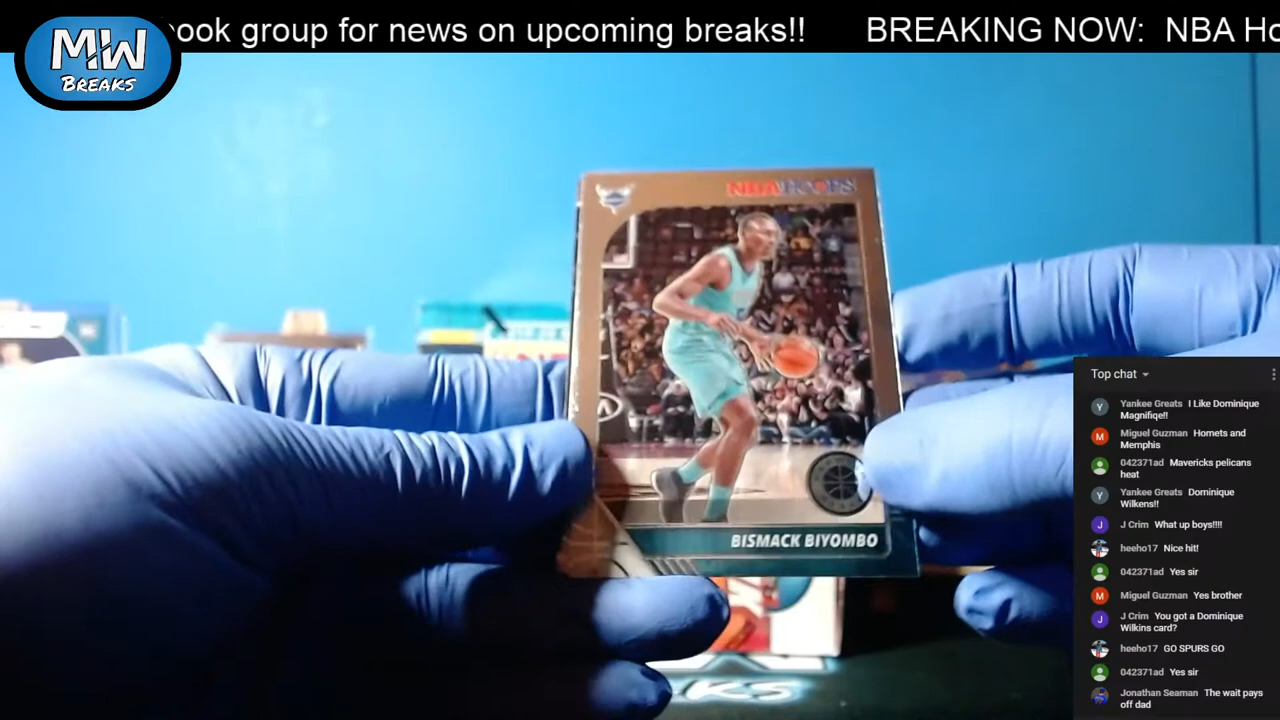 book group for news on upcoming breaks!! BREAKING NOW: NBA Ho
MW
BREAKS
NBA HOOPS
BISMACK BIYOMBO
Top chat
Y Yankee Greats I Like Dominique
Magnifiqe!!
M Miguel Guzman Hornets and
Memphis
042371ad Mavericks pelicans
heat
Y Yankee Greats Dominique
Wilkens!!
J J Crim What up boys!!!!
heeho17 Nice hit!
042371ad Yes sir
M Miguel Guzman Yes brother
J J Crim You got a Dominique
Wilkins card?
heeho17 GO SPURS GO
042371ad Yes sir
Jonathan Seaman The wait pays
off dad